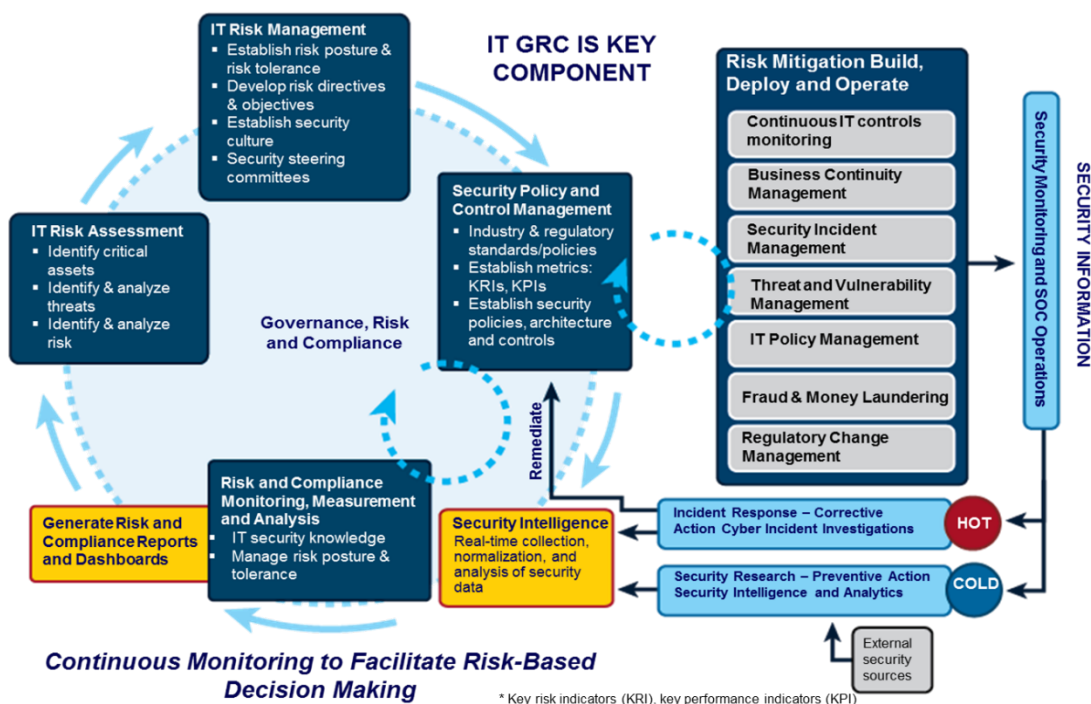 IT Risk Management
▪ Establish risk posture &
risk tolerance
▪ Develop risk directives
& objectives
▪ Establish security
culture
▪ Security steering
committees
IT GRC IS KEY
COMPONENT
Risk Mitigation Build,
Deploy and Operate
Continuous IT controls
monitoring
Business Continuity
Management
Security Incident
Management
Threat and Vulnerability
Management
IT Policy Management
Fraud & Money Laundering
Regulatory Change
Management
Security Monitoring and SOC Operations
SECURITY INFORMATION
IT Risk Assessment
▪ Identify critical
assets
▪ Identify & analyze
threats
▪ Identify & analyze
risk
Security Policy and
Control Management
▪ Industry & regulatory
standards/policies
▪ Establish metrics:
KRIs, KPIs
▪ Establish security
policies, architecture
and controls
Governance, Risk
and Compliance
Remediate
Generate Risk and
Compliance Reports
and Dashboards
Risk and Compliance
Monitoring, Measurement
and Analysis
▪ IT security knowledge
▪ Manage risk posture &
tolerance
Security Intelligence
Real-time collection,
normalization, and
analysis of security
data
Incident Response – Corrective
Action Cyber Incident Investigations
HOT
Security Research – Preventive Action
Security Intelligence and Analytics
COLD
External
security
sources
Continuous Monitoring to Facilitate Risk-Based
Decision Making
* Key risk indicators (KRI), key performance indicators (KPI)